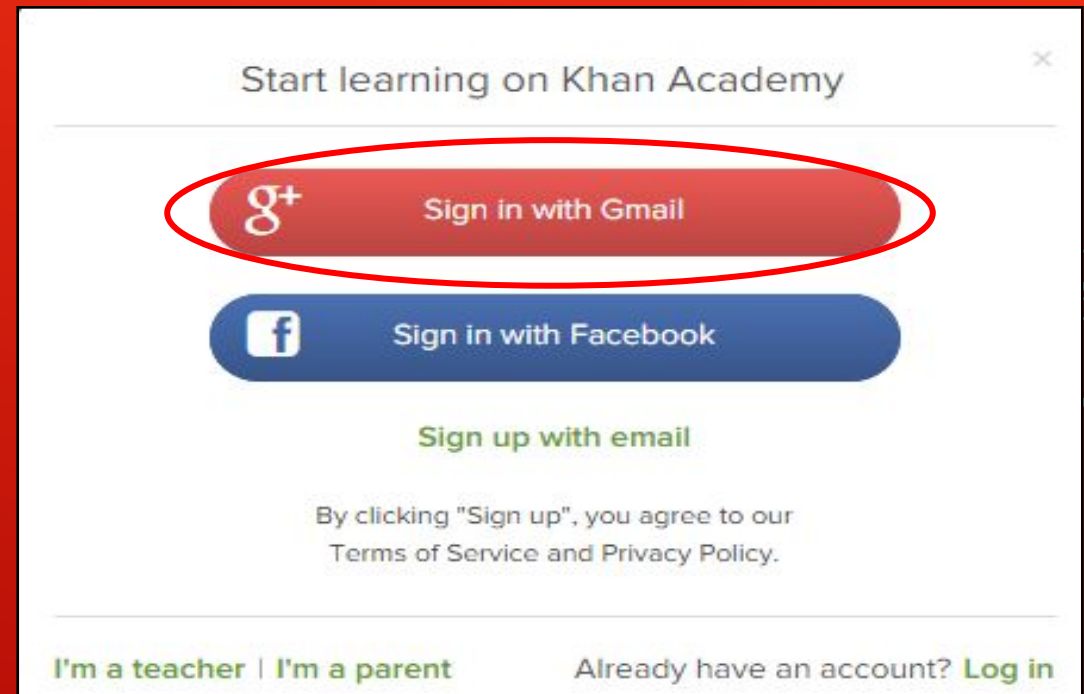 Start learning on Khan Academy
×
g+ Sign in with Gmail
f Sign in with Facebook
Sign up with email
By clicking "Sign up", you agree to our
Terms of Service and Privacy Policy.
I'm a teacher | I'm a parent Already have an account? Log in